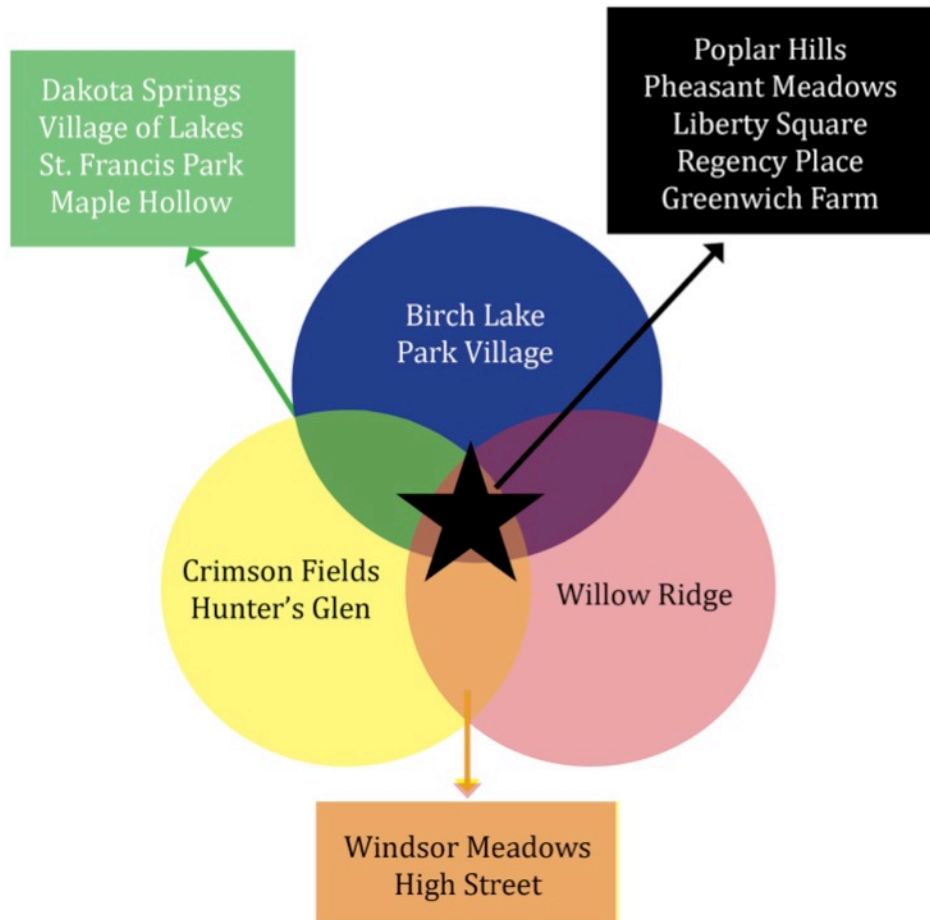 Dakota Springs
Village of Lakes
St. Francis Park
Maple Hollow
Poplar Hills
Pheasant Meadows
Liberty Square
Regency Place
Greenwich Farm
Birch Lake
Park Village
Crimson Fields
Hunter’s Glen
Willow Ridge
Windsor Meadows
High Street